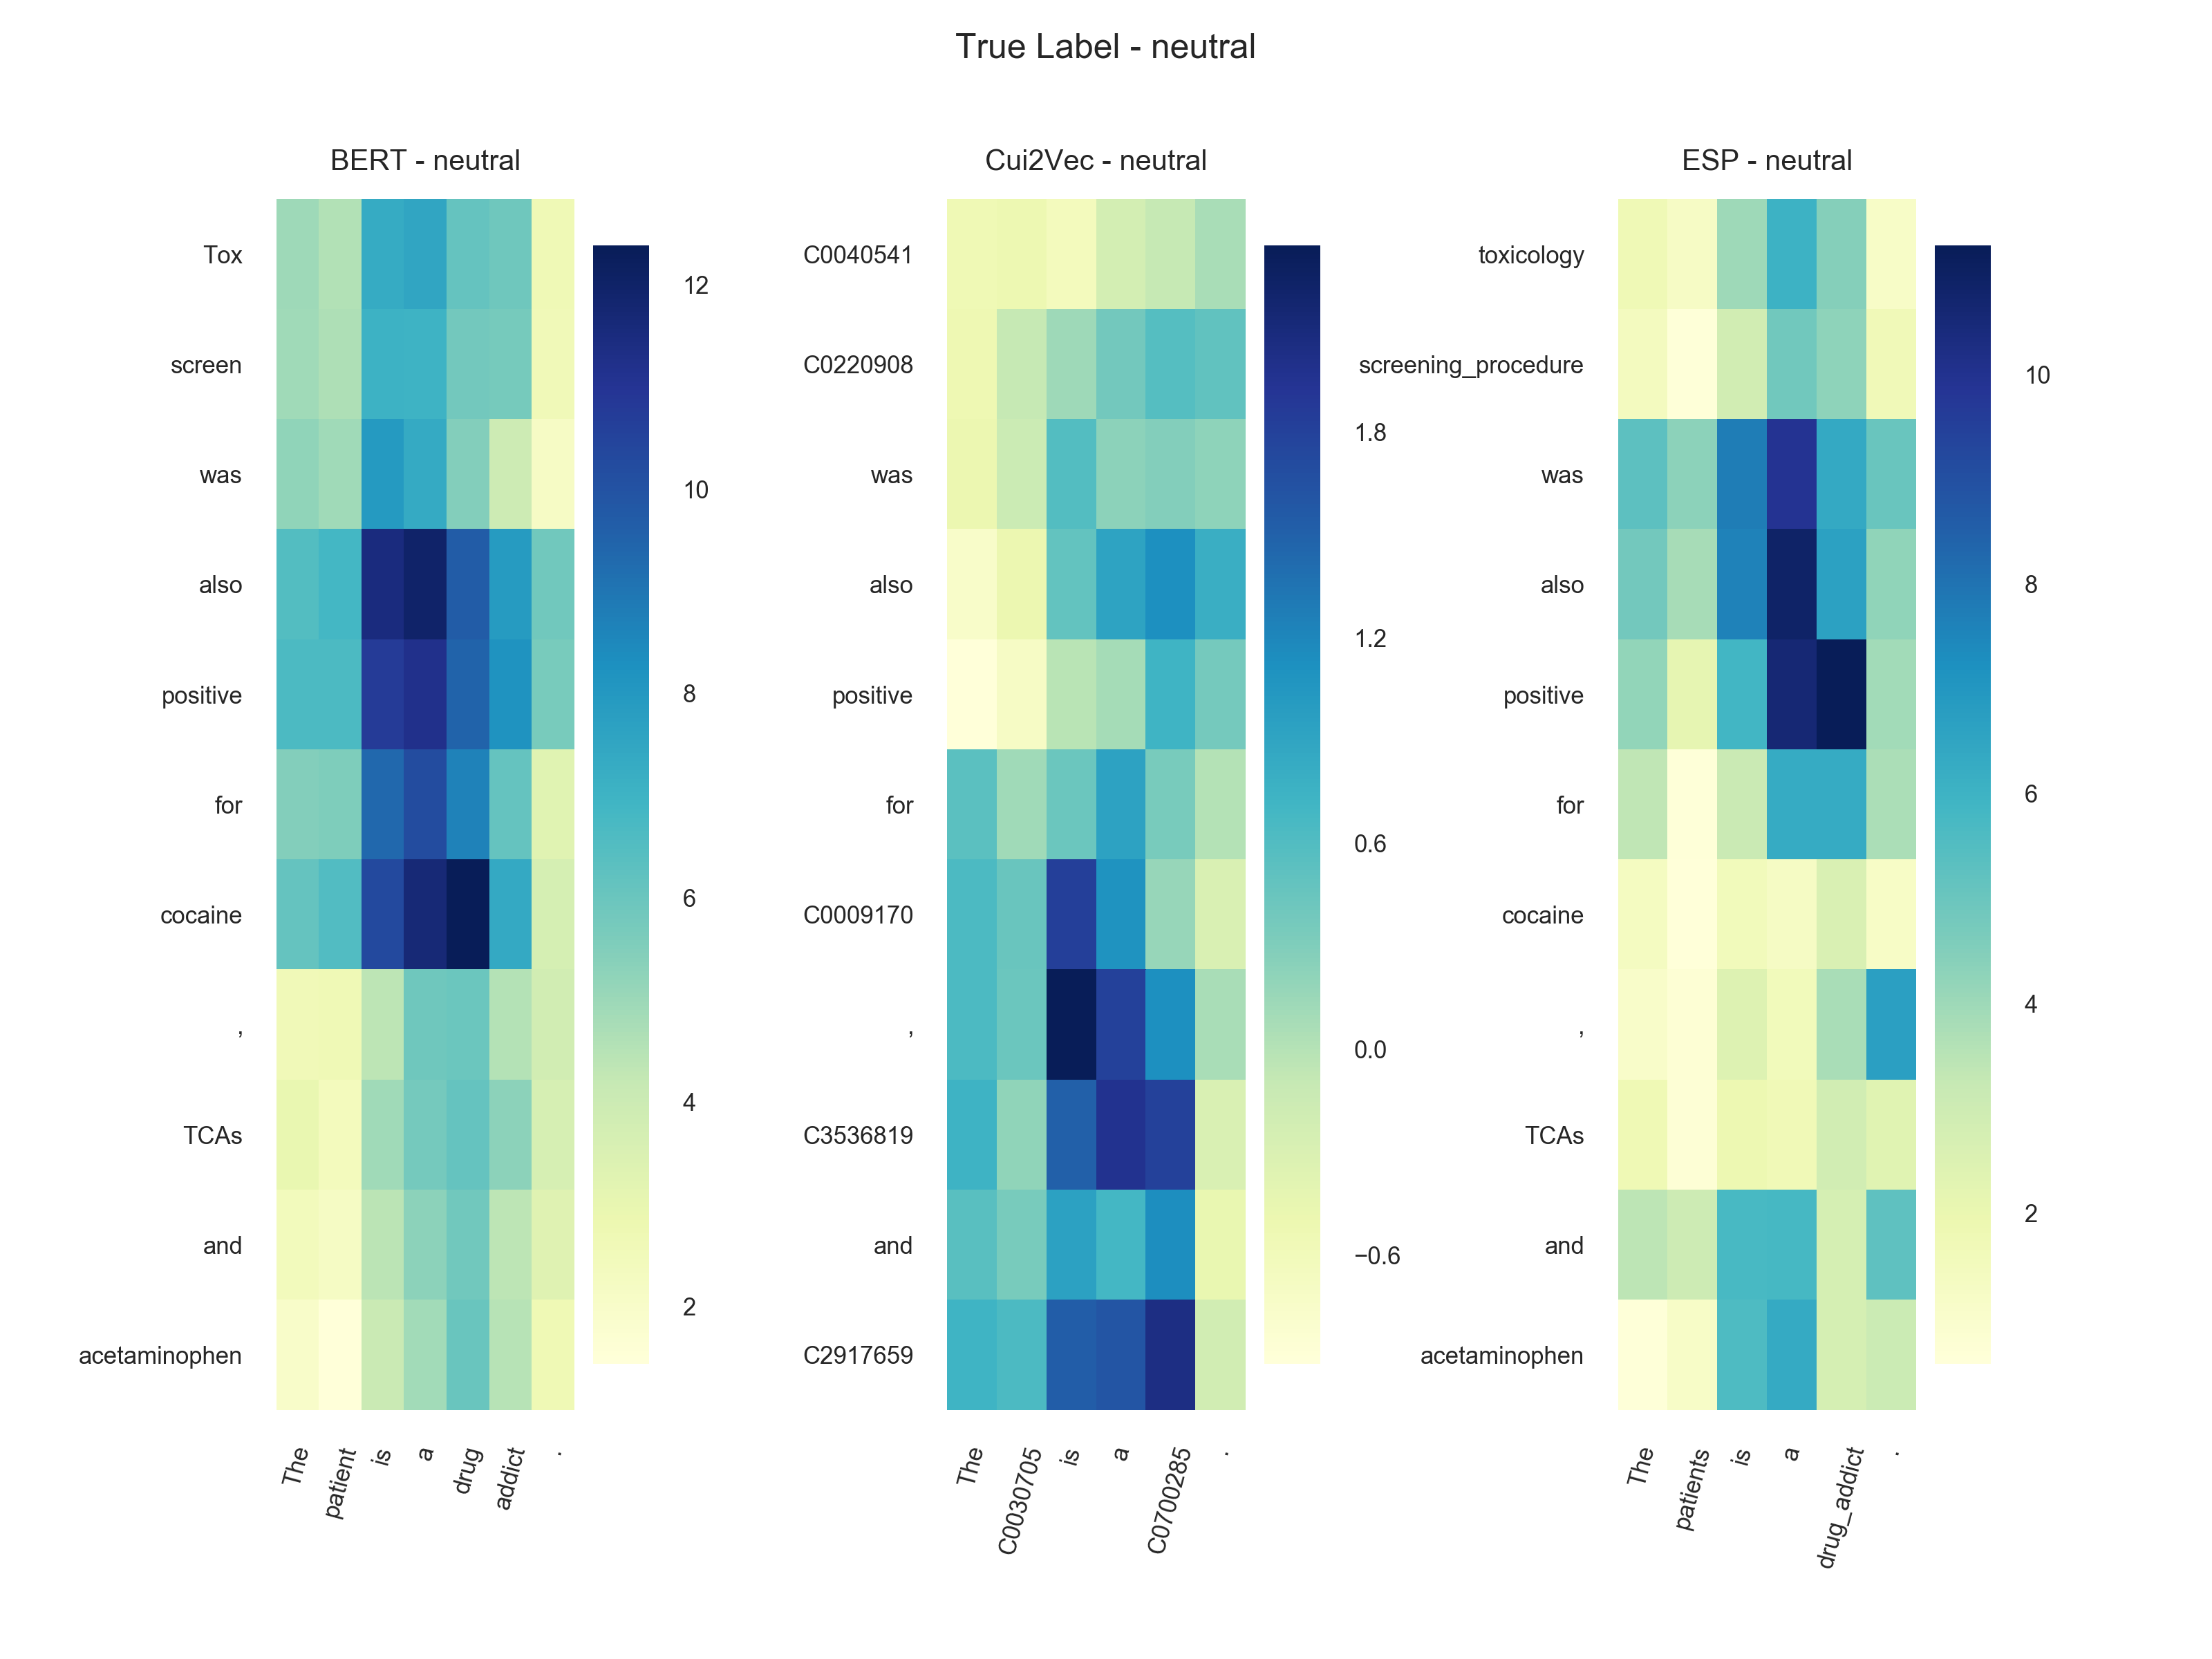 True Label - neutral
BERT - neutral
Tox
screen
was
also
positive
for
cocaine
,
TCAs
and
acetaminophen
The
patient
is
a
drug
addict
.
12
10
8
6
4
2
Cui2Vec - neutral
C0040541
C0220908
was
also
positive
for
C0009170
,
C3536819
and
C2917659
The
C0030705
is
a
C0700285
.
1.8
1.2
0.6
0.0
−0.6
ESP - neutral
toxicology
screening_procedure
was
also
positive
for
cocaine
,
TCAs
and
acetaminophen
The
patients
is
a
drug_addict
.
10
8
6
4
2